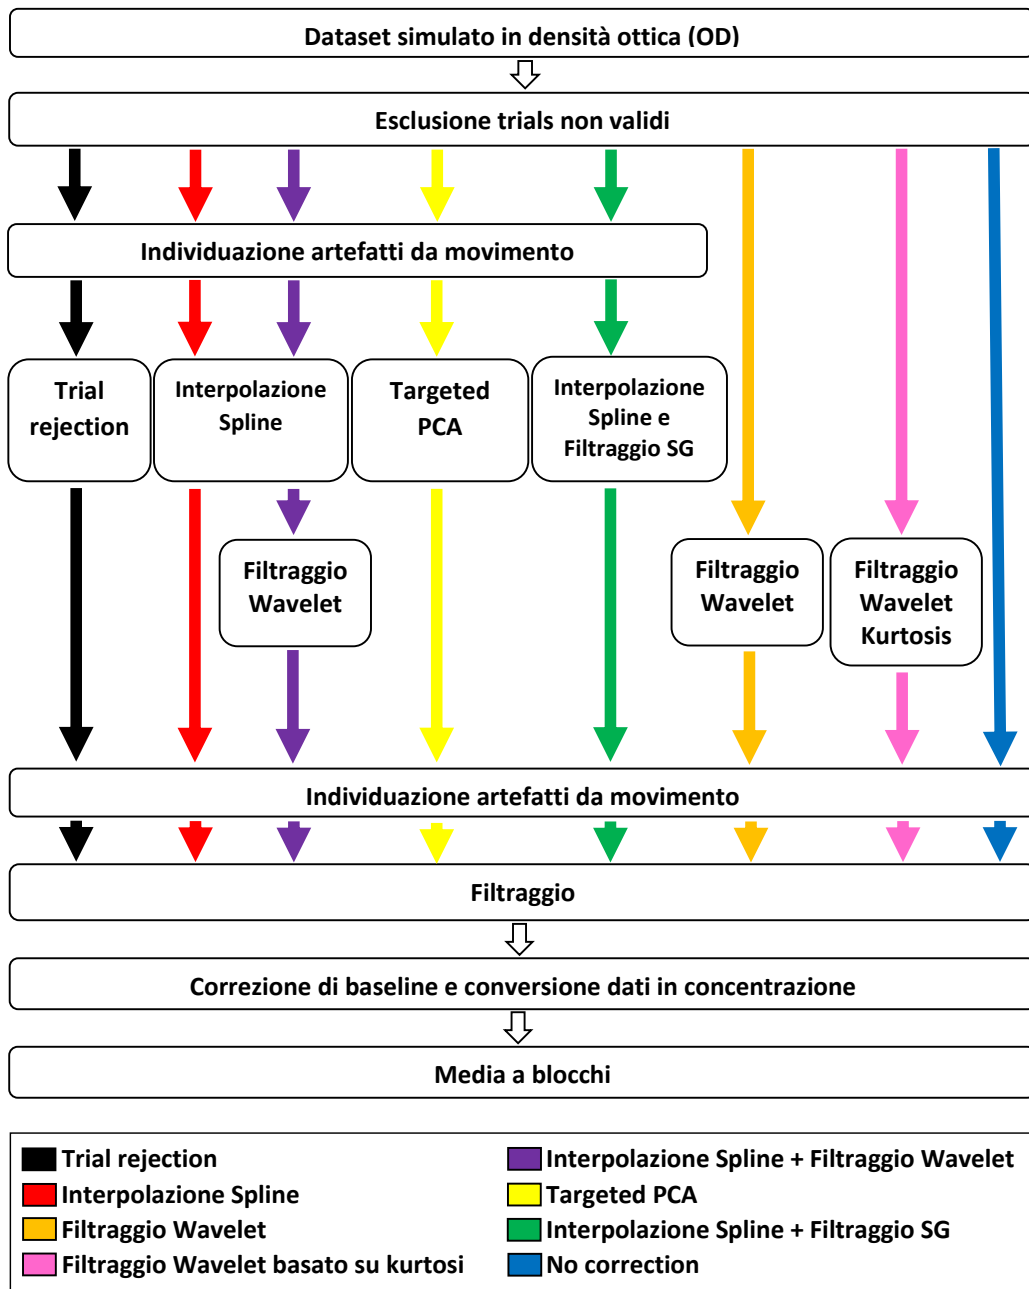 Dataset simulato in densità ottica (OD)
Esclusione trials non validi
Individuazione artefatti da movimento
Trial
rejection
Interpolazione
Spline
Targeted
PCA
Interpolazione
Spline e
Filtraggio SG
Filtraggio
Wavelet
Filtraggio
Wavelet
Filtraggio
Wavelet
Kurtosis
Individuazione artefatti da movimento
Filtraggio
Correzione di baseline e conversione dati in concentrazione
Media a blocchi
Trial rejection
Interpolazione Spline
Filtraggio Wavelet
Filtraggio Wavelet basato su kurtosi
Interpolazione Spline + Filtraggio Wavelet
Targeted PCA
Interpolazione Spline + Filtraggio SG
No correction